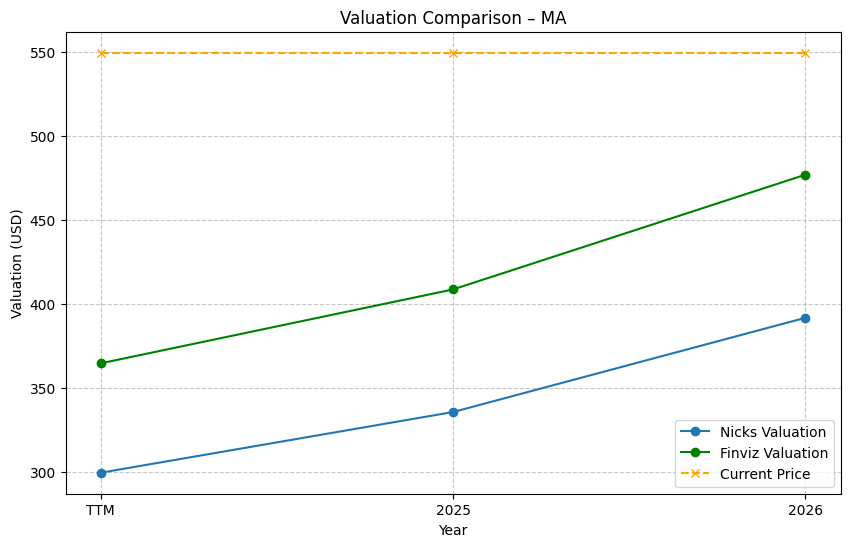 Valuation Comparison – MA
Valuation (USD)
550
500
450
400
350
300
TTM
2025
2026
Year
Nicks Valuation
Finviz Valuation
Current Price